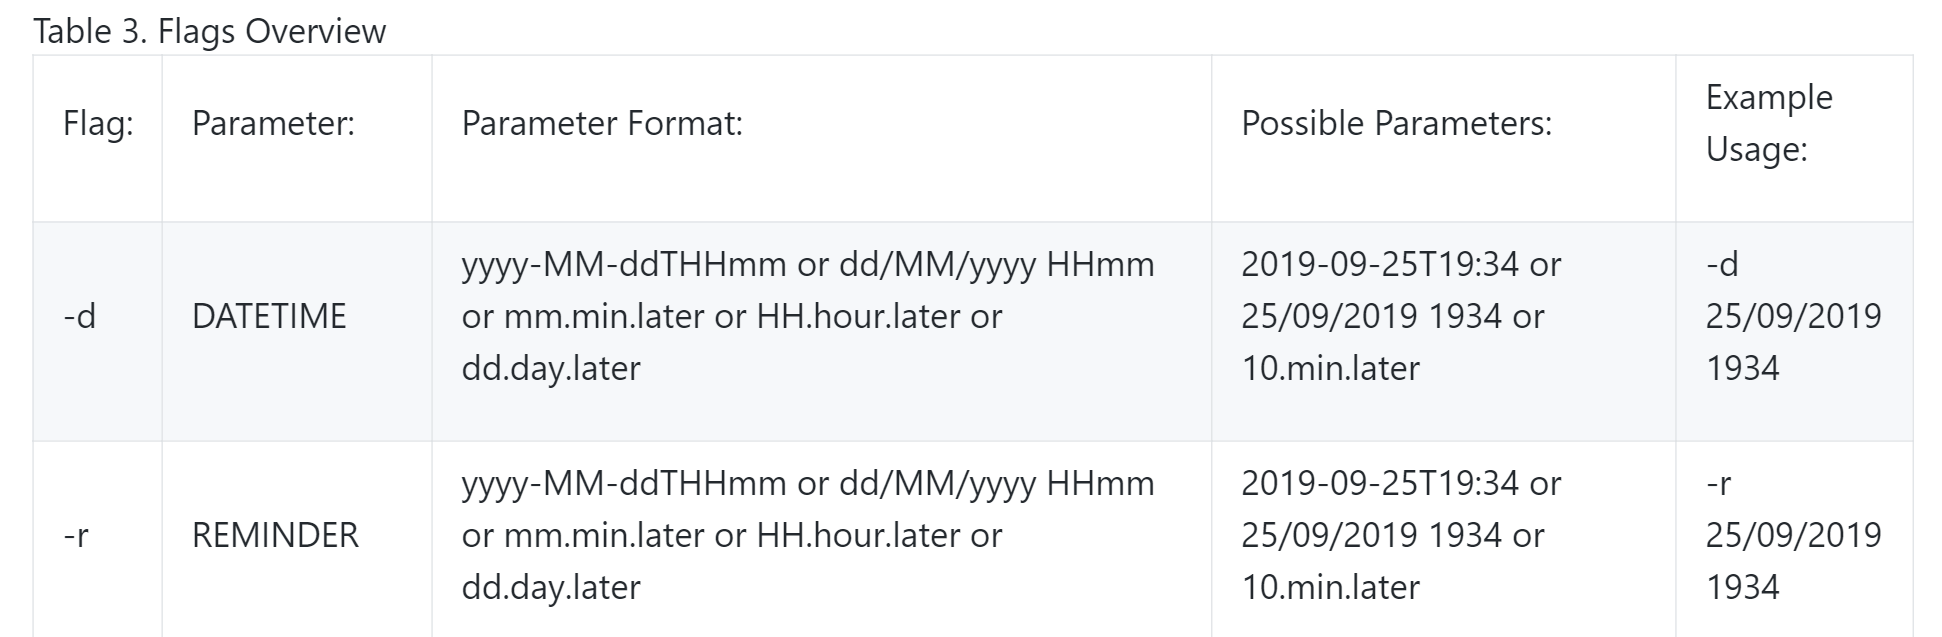 Table 3. Flags Overview
Flag:
Parameter:
Parameter Format:
Possible Parameters:
Example
Usage:
-d
DATETIME
yyyy-MM-ddTHHmm or dd/MM/yyyy HHmm
or mm.min.later or HH.hour.later or
dd.day.later
2019-09-25T19:34 or
25/09/2019 1934 or
10.min.later
-d
25/09/2019
1934
-r
REMINDER
yyyy-MM-ddTHHmm or dd/MM/yyyy HHmm
or mm.min.later or HH.hour.later or
dd.day.later
2019-09-25T19:34 or
25/09/2019 1934 or
10.min.later
-r
25/09/2019
1934